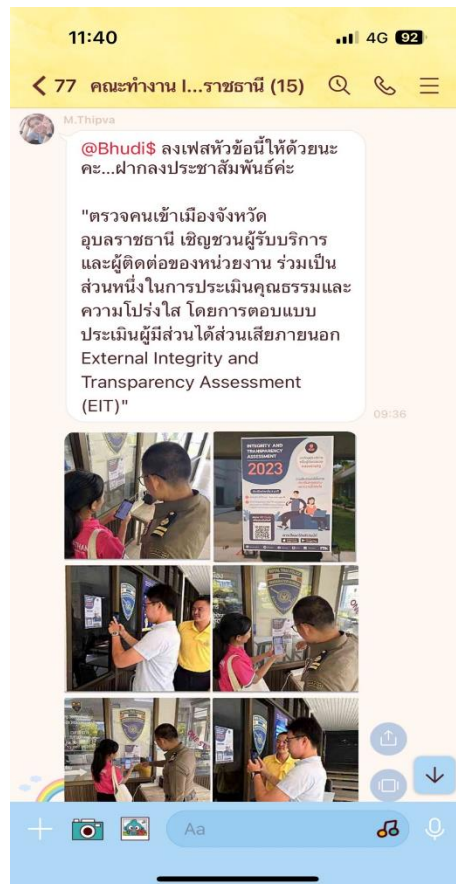 11:40
4G 92
77 คณะทำงาน I...ราชธานี (15)
M.Thipva
@Bhudi$ ลงเฟสหัวข้อนี้ให้ด้วยนะ
คะ...ฝากลงประชาสัมพันธ์ค่ะ
"ตรวจคนเข้าเมืองจังหวัด
อุบลราชธานี เชิญชวนผู้รับบริการ
และผู้ติดต่อของหน่วยงาน ร่วมเป็น
ส่วนหนึ่งในการประเมินคุณธรรมและ
ความโปร่งใส โดยการตอบแบบ
ประเมินผู้มีส่วนได้ส่วนเสียภายนอก
External Integrity and
Transparency Assessment
(EIT)"
09:36
INTEGRITY AND
TRANSPARENCY
ASSESSMENT
2023
Aa